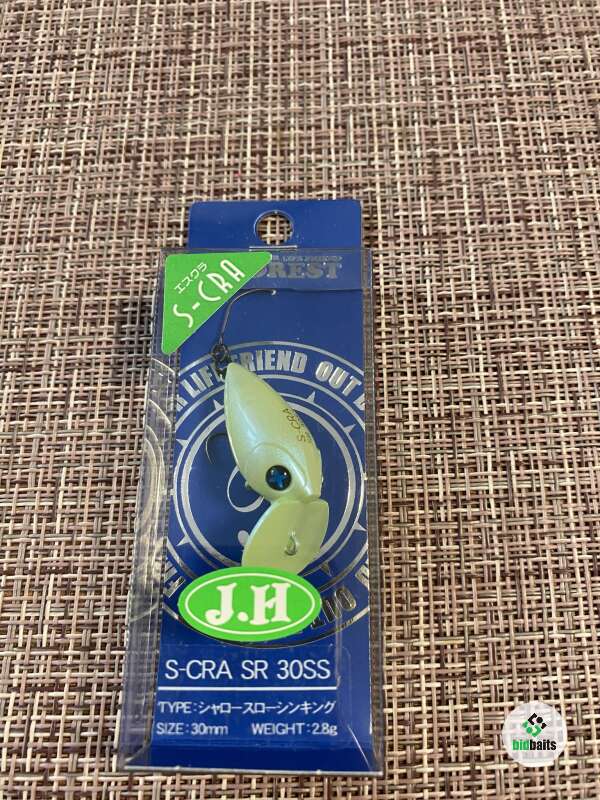 エスクラ
S-CRA
LIFE FRIEND OUT
S-CRA
J.H
S-CRA SR 30SS
TYPE:シャロースローシンキング
SIZE:30mm WEIGHT:2.8g
bidbaits